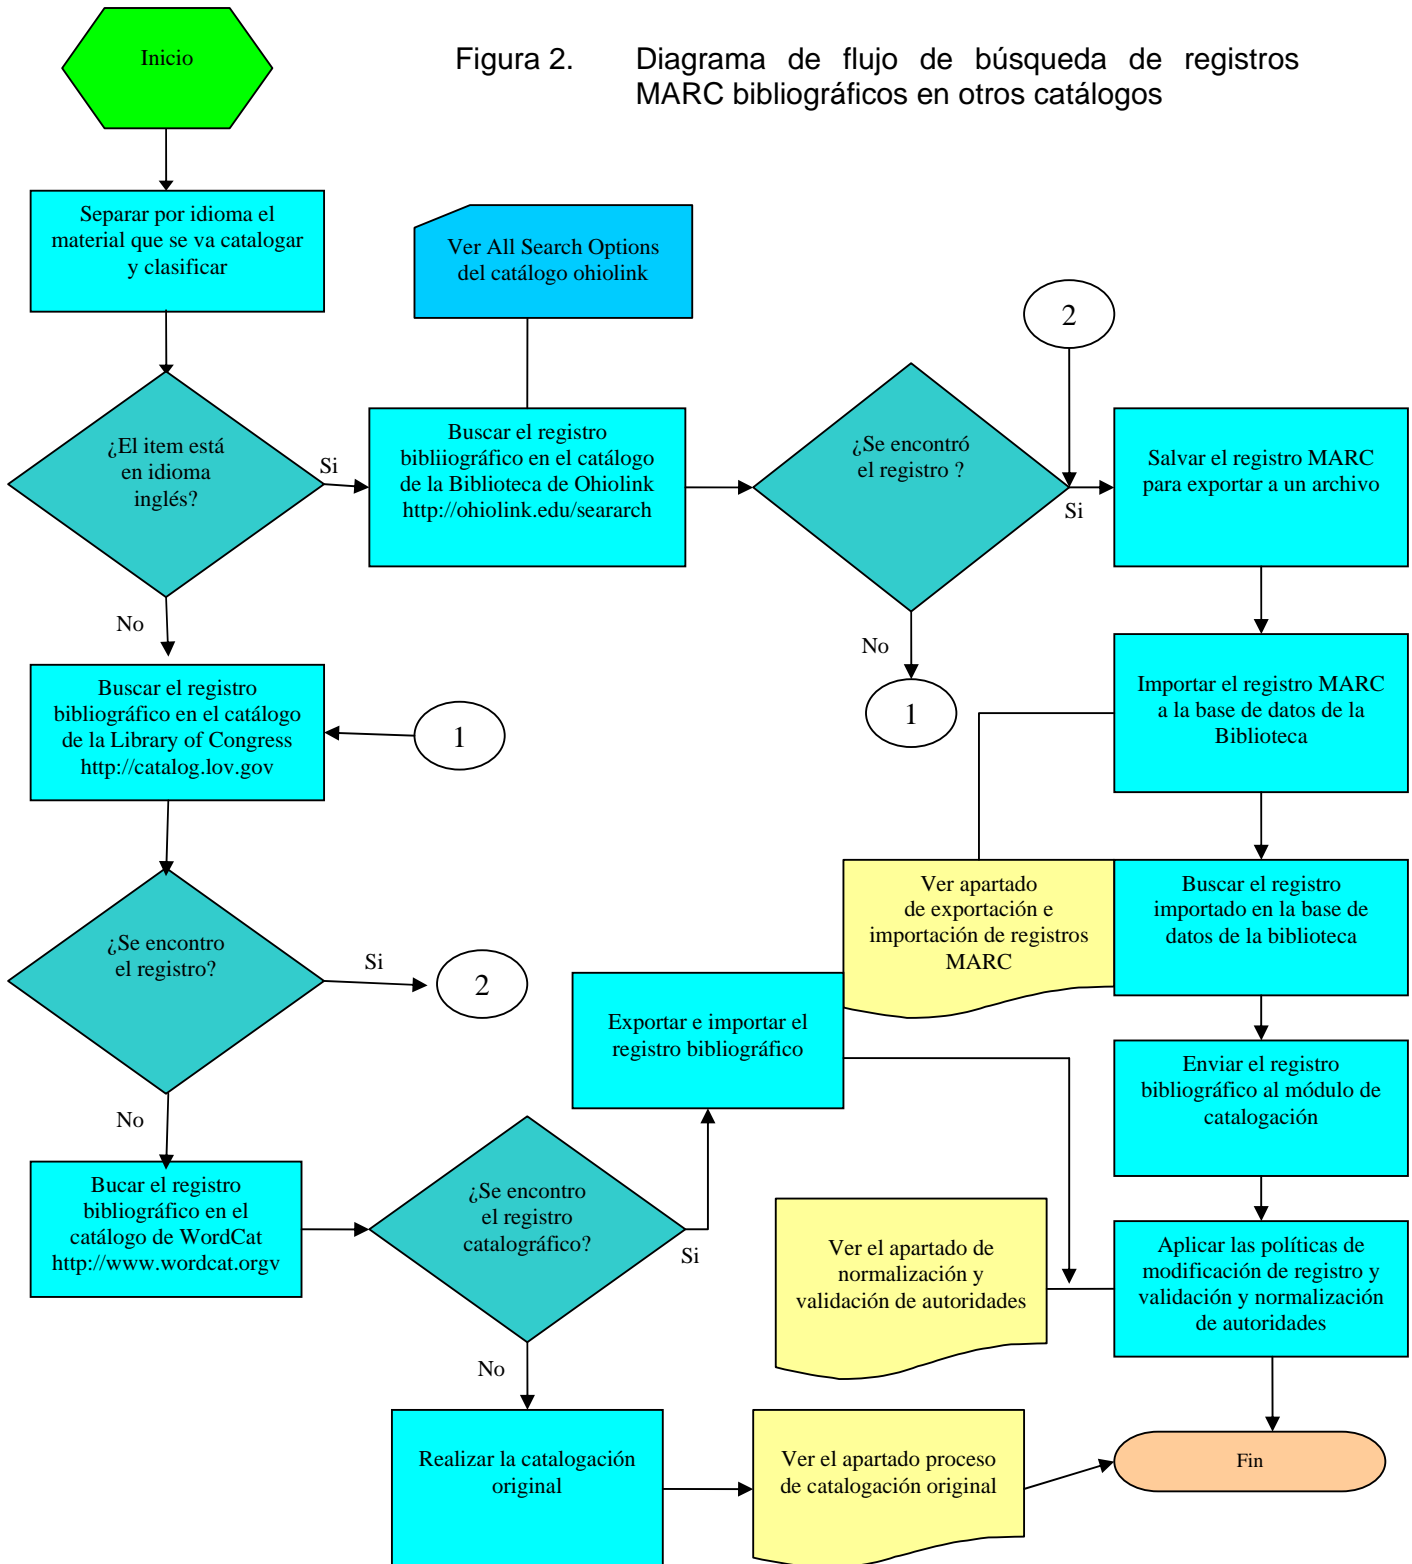 Inicio
Figura 2. Diagrama de flujo de búsqueda de registros
MARC bibliográficos en otros catálogos
Separar por idioma el
material que se va catalogar
y clasificar
Ver All Search Options
del catálogo ohiolink
2
¿El item está
en idioma
inglés?
Si
Buscar el registro
bibliiográfico en el catálogo
de la Biblioteca de Ohiolink
http://ohiolink.edu/seararch
¿Se encontró
el registro ?
Si
Salvar el registro MARC
para exportar a un archivo
No
No
1
Buscar el registro
bibliográfico en el catálogo
de la Library of Congress
http://catalog.lov.gov
1
Importar el registro MARC
a la base de datos de la
Biblioteca
Ver apartado
de exportación e
importación de registros
MARC
Buscar el registro
importado en la base de
datos de la biblioteca
¿Se encontro
el registro?
Si
2
Exportar e importar el
registro bibliográfico
Enviar el registro
bibliográfico al módulo de
catalogación
No
Bucar el registro
bibliográfico en el
catálogo de WordCat
http://www.wordcat.orgv
¿Se encontro
el registro
catalográfico?
Si
Ver el apartado de
normalización y
validación de autoridades
Aplicar las políticas de
modificación de registro y
validación y normalización
de autoridades
No
Realizar la catalogación
original
Ver el apartado proceso
de catalogación original
Fin